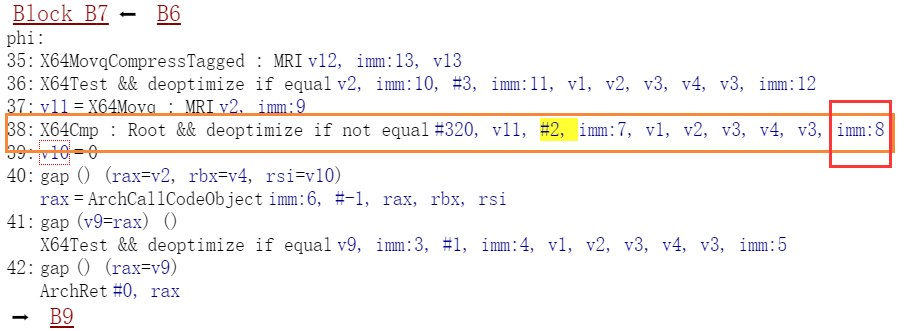 Block B7 ← B6
phi:
35: X64MovqCompressTagged : MRI v12, imm:13, v13
36: X64Test && deoptimize if equal v2, imm:10, #3, imm:11, v1, v2, v3, v4, v3, imm:12
37: v11 = X64Movq : MRI v2, imm:9
38: X64Cmp : Root && deoptimize if not equal #320, v11, #2, imm:7, v1, v2, v3, v4, v3, imm:8
39: v10 = 0
40: gap () (rax=v2, rbx=v4, rsi=v10)
rax = ArchCallCodeObject imm:6, #-1, rax, rbx, rsi
41: gap (v9=rax) ()
X64Test && deoptimize if equal v9, imm:3, #1, imm:4, v1, v2, v3, v4, v3, imm:5
42: gap () (rax=v9)
ArchRet #0, rax
→ B9